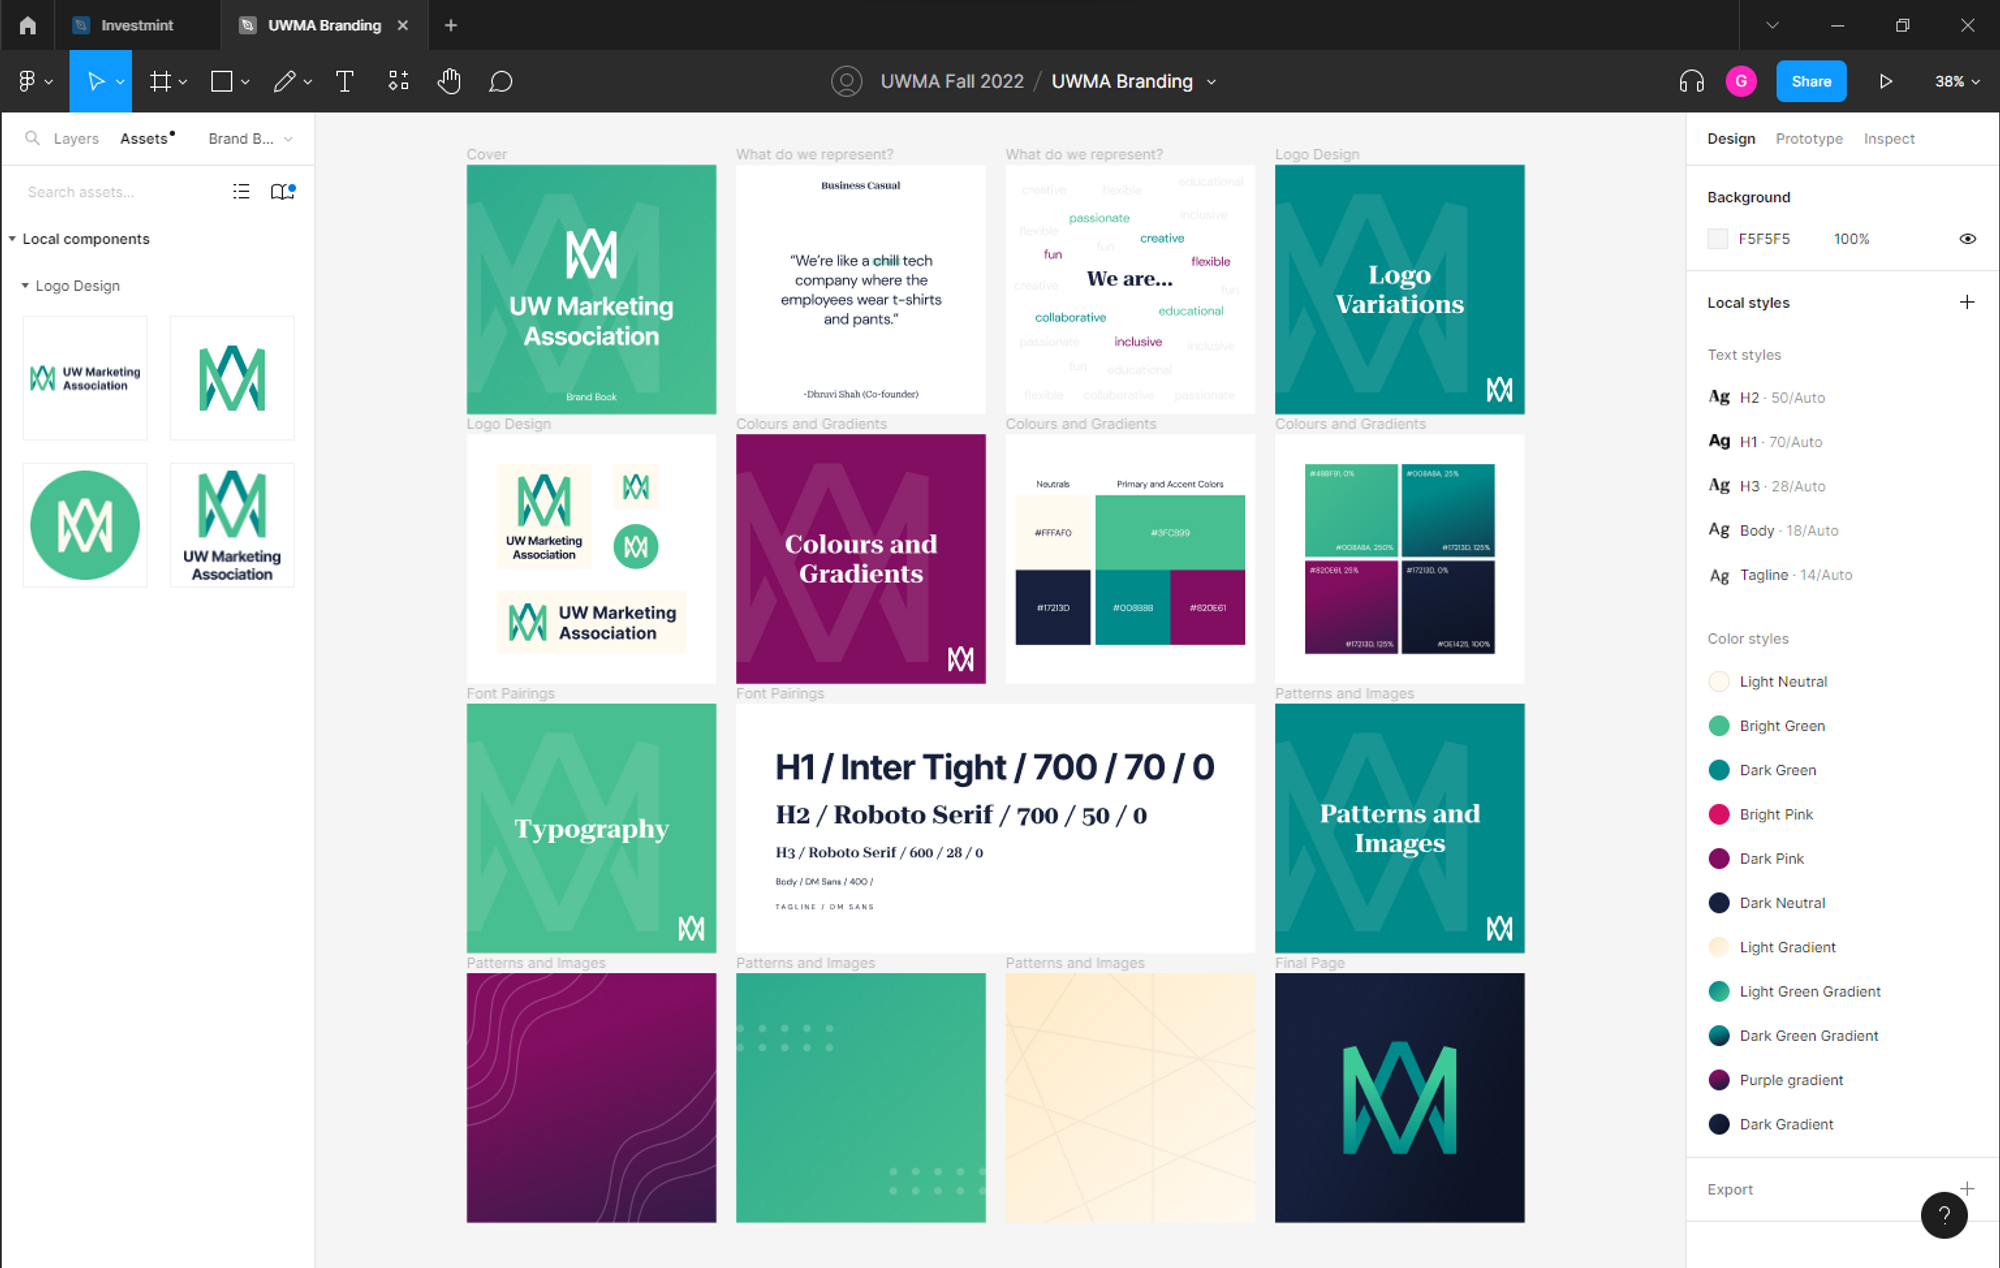 Investmint
UWMA Branding
UWMA Fall 2022 / UWMA Branding
G
Share
38%
Layers
Assets
Brand B...
Search assets...
Local components
Logo Design
UW Marketing
Association
UW Marketing
Association
Cover
UW Marketing
Association
Brand Book
What do we represent?
Business Casual
“We’re like a chill tech
company where the
employees wear t-shirts
and pants.”
-Dhruvi Shah (Co-founder)
What do we represent?
creative flexible educational
passionate inclusive
flexible fun creative
fun flexible
We are...
creative fun
collaborative educational
passionate inclusive inclusive
fun educational
flexible collaborative passionate
Logo Design
Logo
Variations
Logo Design
UW Marketing
Association
UW Marketing
Association
Colours and Gradients
Colours and
Gradients
Colours and Gradients
Neutrals
Primary and Accent Colors
#FFFAF0
#3FC399
#17213D
#008B8B
#820E61
Colours and Gradients
#48BF91, 0%
#008A8A, 250%
#008A8A, 25%
#17213D, 125%
#820E61, 25%
#17213D, 125%
#17213D, 0%
#0E1425, 100%
Font Pairings
Typography
Font Pairings
H1 / Inter Tight / 700 / 70 / 0
H2 / Roboto Serif / 700 / 50 / 0
H3 / Roboto Serif / 600 / 28 / 0
Body / DM Sans / 400 /
TAGLINE / DM SANS
Patterns and Images
Patterns and
Images
Patterns and Images
Patterns and Images
Patterns and Images
Final Page
Design
Prototype
Inspect
Background
F5F5F5
100%
Local styles
Text styles
Ag H2 · 50/Auto
Ag H1 · 70/Auto
Ag H3 · 28/Auto
Ag Body · 18/Auto
Ag Tagline · 14/Auto
Color styles
Light Neutral
Bright Green
Dark Green
Bright Pink
Dark Pink
Dark Neutral
Light Gradient
Light Green Gradient
Dark Green Gradient
Purple gradient
Dark Gradient
Export
?